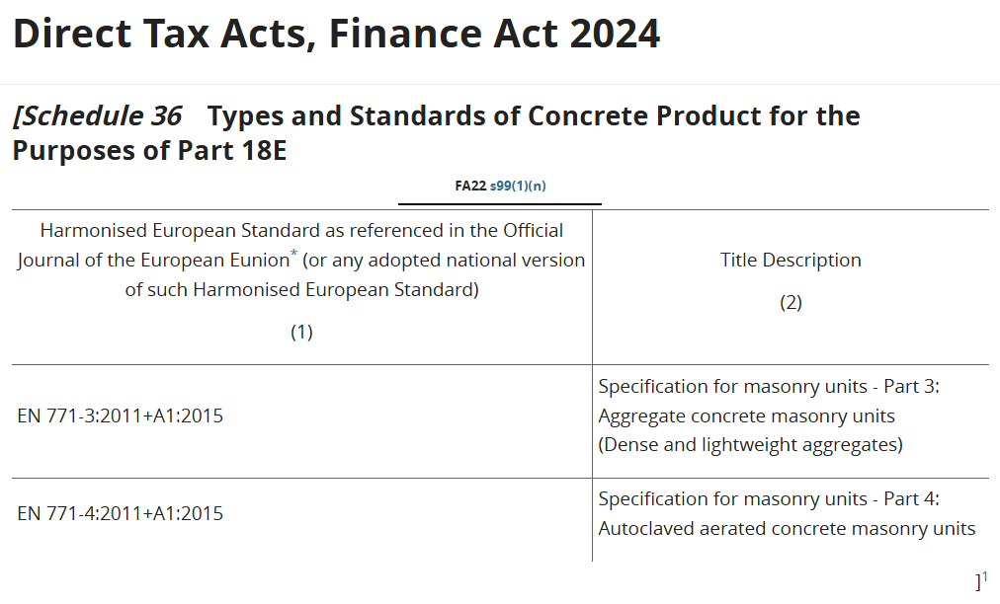 Direct Tax Acts, Finance Act 2024
[Schedule 36 Types and Standards of Concrete Product for the
Purposes of Part 18E
FA22 s99(1)(n)
Harmonised European Standard as referenced in the Official
Journal of the European Eunion* (or any adopted national version
of such Harmonised European Standard)
(1)
Title Description
(2)
EN 771-3:2011+A1:2015
Specification for masonry units - Part 3:
Aggregate concrete masonry units
(Dense and lightweight aggregates)
EN 771-4:2011+A1:2015
Specification for masonry units - Part 4:
Autoclaved aerated concrete masonry units
]1